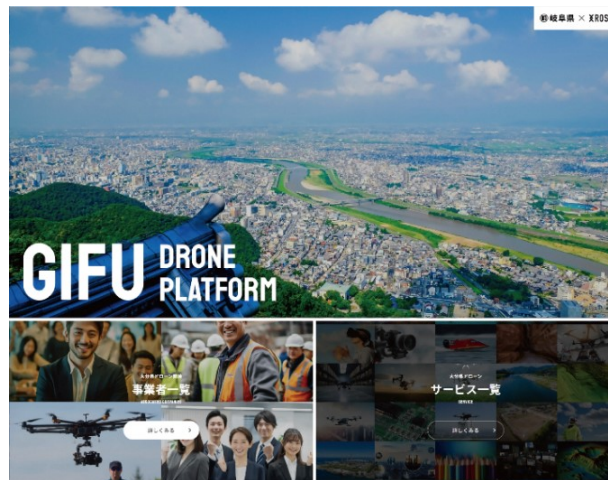 岐阜県 × XROS
GIFU DRONE
PLATFORM
事業者一覧
詳しくみる
サービス一覧
SERVICE
詳しくみる